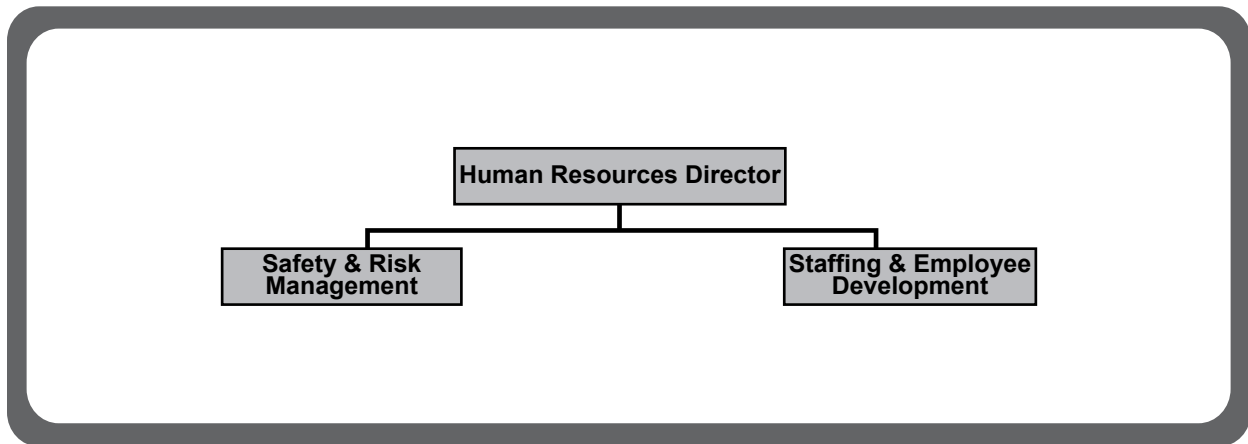 Human Resources Director
Safety & Risk
Management
Staffing & Employee
Development